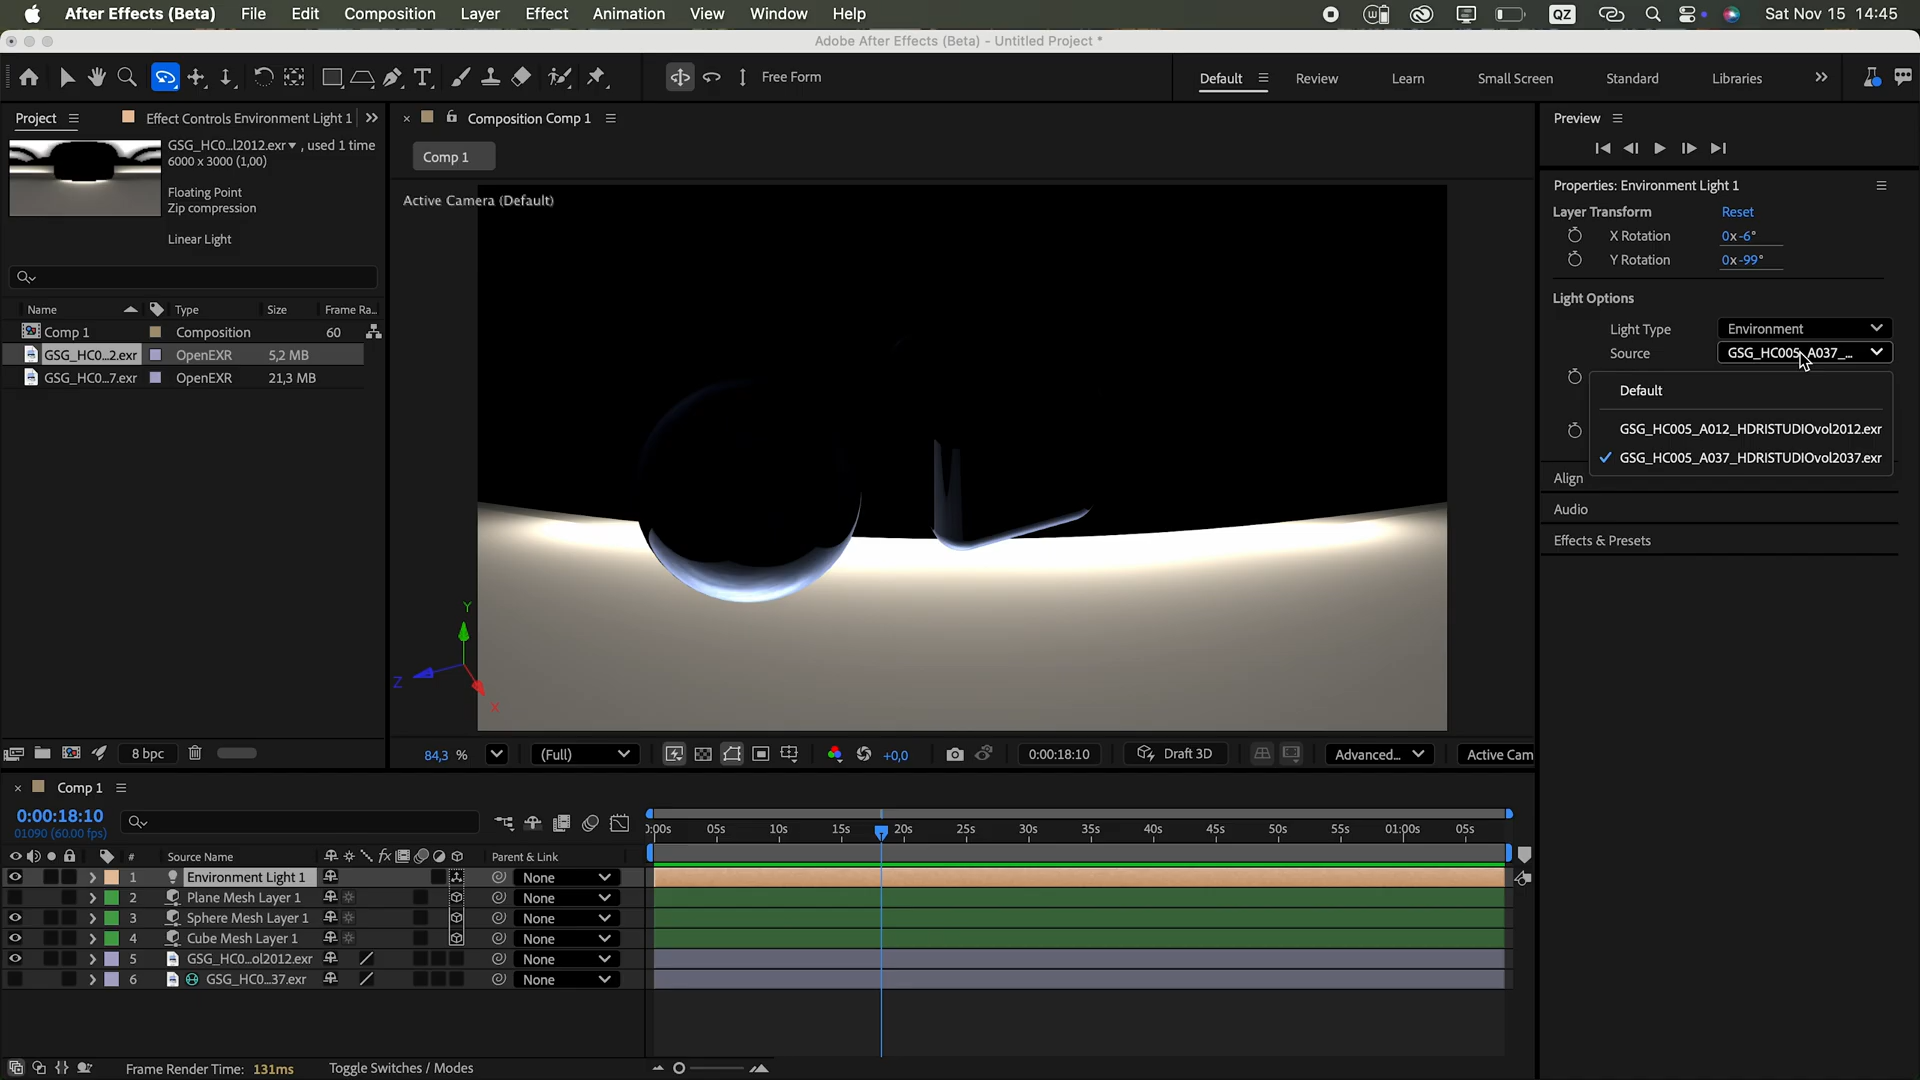 After Effects (Beta) File Edit Composition Layer Effect Animation View Window Help QZ Sat Nov 15 14:45
Adobe After Effects (Beta) - Untitled Project *
Free Form Default Review Learn Small Screen Standard Libraries
Project Effect Controls Environment Light 1
Composition Comp 1
Preview
GSG_HC0...l2012.exr , used 1 time
6000 x 3000 (1,00)
Floating Point
Zip compression
Linear Light
Comp 1
Active Camera (Default)
Properties: Environment Light 1
Layer Transform Reset
X Rotation 0x-6°
Y Rotation 0x-99°
Light Options
Light Type Environment
Source GSG_HC005_A037_...
Default
GSG_HC005_A012_HDRISTUDIOvol2012.exr
GSG_HC005_A037_HDRISTUDIOvol2037.exr
Align
Audio
Effects & Presets
Name Type Size Frame Ra...
Comp 1 Composition 60
GSG_HC0...2.exr OpenEXR 5,2 MB
GSG_HC0...7.exr OpenEXR 21,3 MB
Y
Z
X
8 bpc
84,3 % (Full) +0,0 0:00:18:10 Draft 3D Advanced... Active Cam
Comp 1
0:00:18:10
01090 (60.00 fps)
05s 10s 15s 20s 25s 30s 35s 40s 45s 50s 55s 01:00s 05s
# Source Name fx Parent & Link
1 Environment Light 1 None
2 Plane Mesh Layer 1 None
3 Sphere Mesh Layer 1 None
4 Cube Mesh Layer 1 None
5 GSG_HC0...ol2012.exr None
6 GSG_HC0...37.exr None
Frame Render Time: 131ms Toggle Switches / Modes